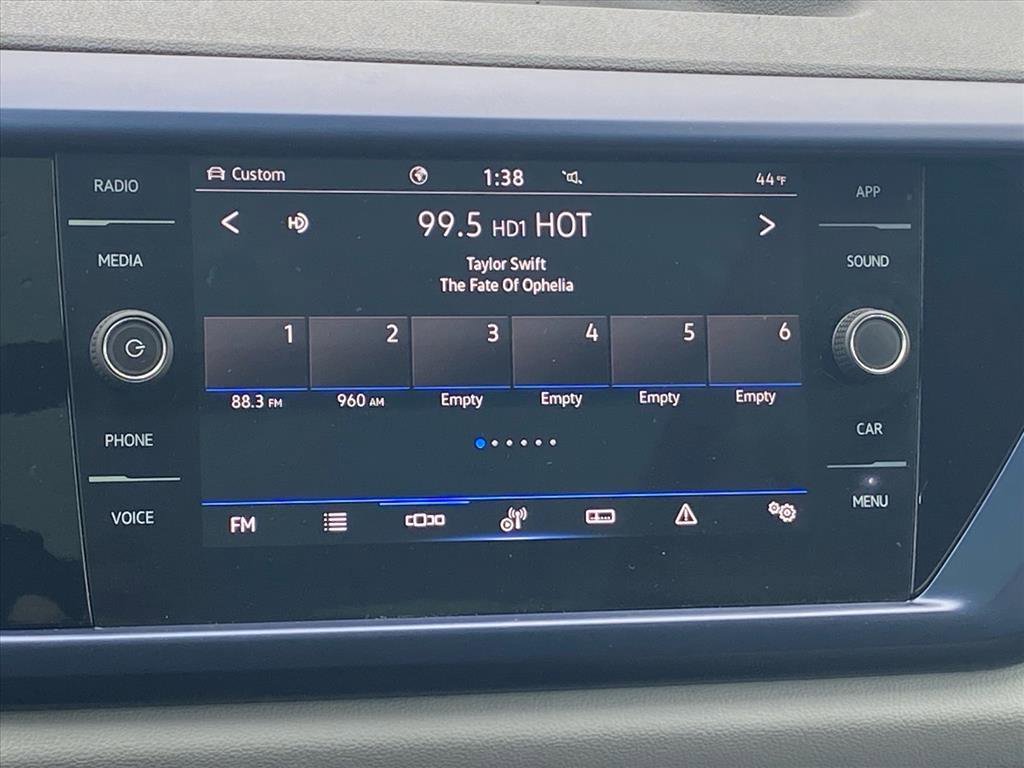 RADIO
MEDIA
PHONE
VOICE
Custom 1:38 44°F
HD 99.5 HD1 HOT
Taylor Swift
The Fate Of Ophelia
1 2 3 4 5 6
88.3 FM 960 AM Empty Empty Empty Empty
FM
APP
SOUND
CAR
MENU